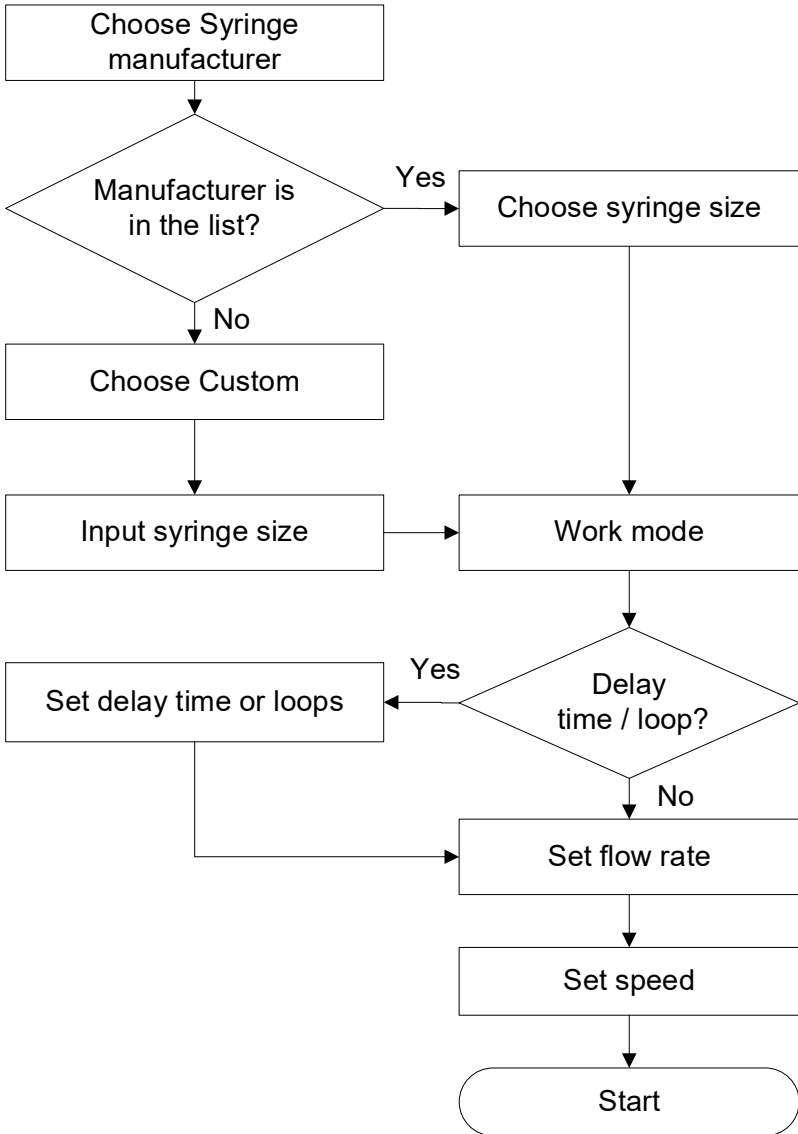 Choose Syringe
manufacturer
Manufacturer is
in the list?
Yes
Choose syringe size
No
Choose Custom
Input syringe size
Work mode
Delay
time / loop?
Yes
Set delay time or loops
No
Set flow rate
Set speed
Start